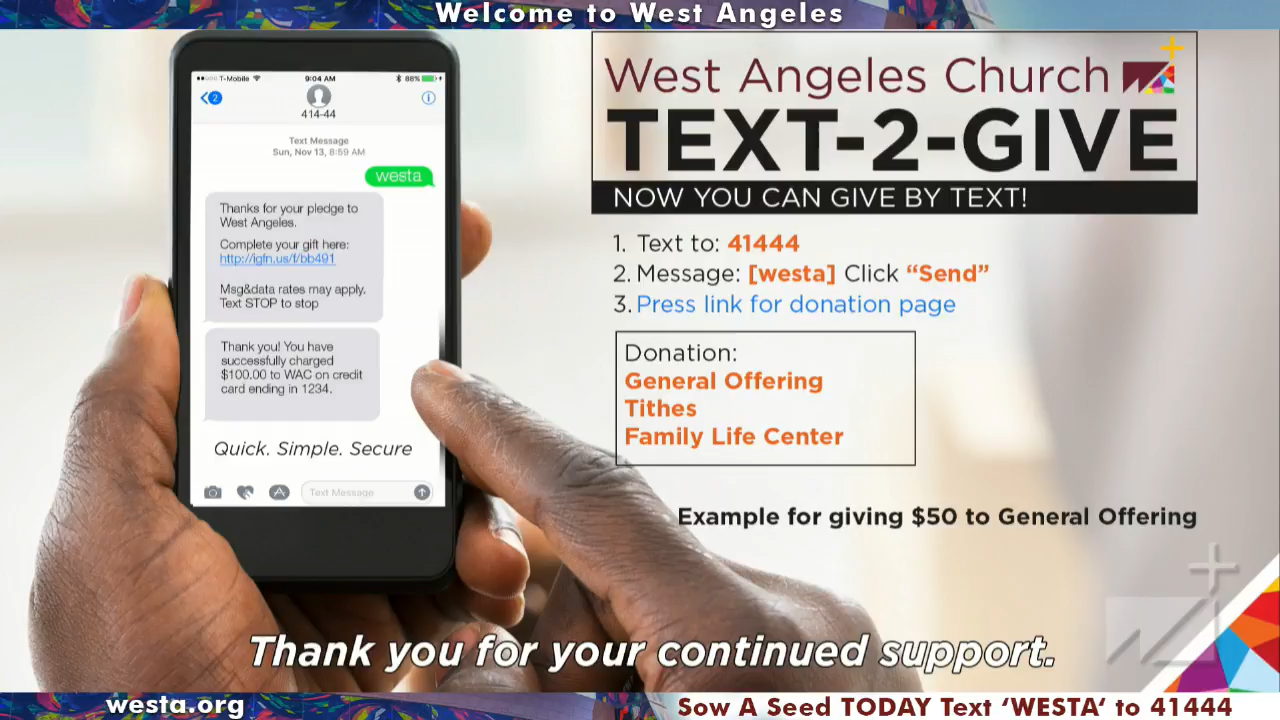 Welcome to West Angeles
T-Mobile
9:04 AM
88%
2
414-44
Text Message
Sun, Nov 13, 8:59 AM
westa
Thanks for your pledge to
West Angeles.
Complete your gift here:
http://igfn.us/f/bb491
Msg&data rates may apply.
Text STOP to stop
Thank you! You have
successfully charged
$100.00 to WAC on credit
card ending in 1234.
Quick. Simple. Secure
Text Message
West Angeles Church
TEXT-2-GIVE
NOW YOU CAN GIVE BY TEXT!
1. Text to: 41444
2. Message: [westa] Click “Send”
3. Press link for donation page
Donation:
General Offering
Tithes
Family Life Center
Example for giving $50 to General Offering
Thank you for your continued support.
westa.org
Sow A Seed TODAY Text ‘WESTA‘ to 41444